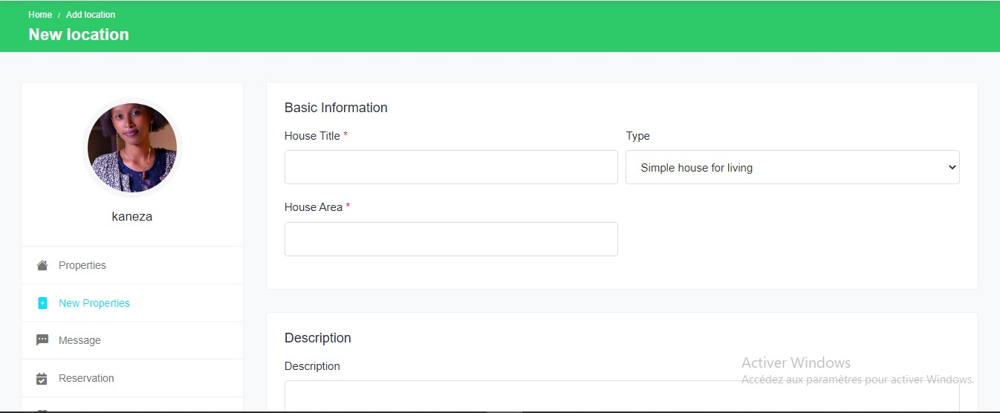 Home / Add location
New location
kaneza
Properties
New Properties
Message
Reservation
Basic Information
House Title *
Type
Simple house for living
House Area *
Description
Description
Activer Windows
Accédez aux paramètres pour activer Windows.